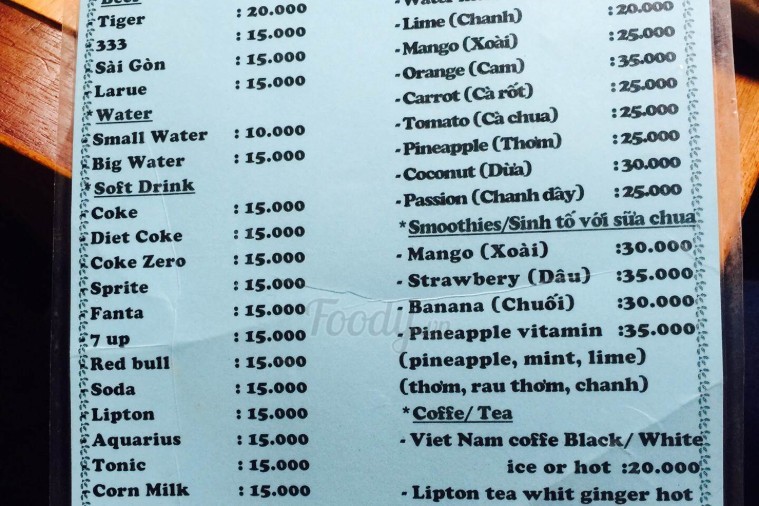 Beer
Tiger : 20.000
333 : 15.000
Sài Gòn : 15.000
Larue : 15.000
*Water
Small Water : 10.000
Big Water : 15.000
*Soft Drink
Coke : 15.000
Diet Coke : 15.000
Coke Zero : 15.000
Sprite : 15.000
Fanta : 15.000
7 up : 15.000
Red bull : 15.000
Soda : 15.000
Lipton : 15.000
Aquarius : 15.000
Tonic : 15.000
Corn Milk : 15.000
- Water
- Lime (Chanh) : 20.000
- Mango (Xoài) : 25.000
- Orange (Cam) : 35.000
- Carrot (Cà rốt) : 25.000
- Tomato (Cà chua) : 25.000
- Pineapple (Thơm) : 25.000
- Coconut (Dừa) : 30.000
- Passion (Chanh dây) : 25.000
*Smoothies/Sinh tố với sữa chua
- Mango (Xoài) :30.000
- Strawbery (Dâu) :35.000
- Banana (Chuối) :30.000
- Pineapple vitamin :35.000
(pineapple, mint, lime)
(thơm, rau thơm, chanh)
*Coffe/ Tea
- Viet Nam coffe Black/ White
ice or hot :20.000
- Lipton tea whit ginger hot
Foody.vn